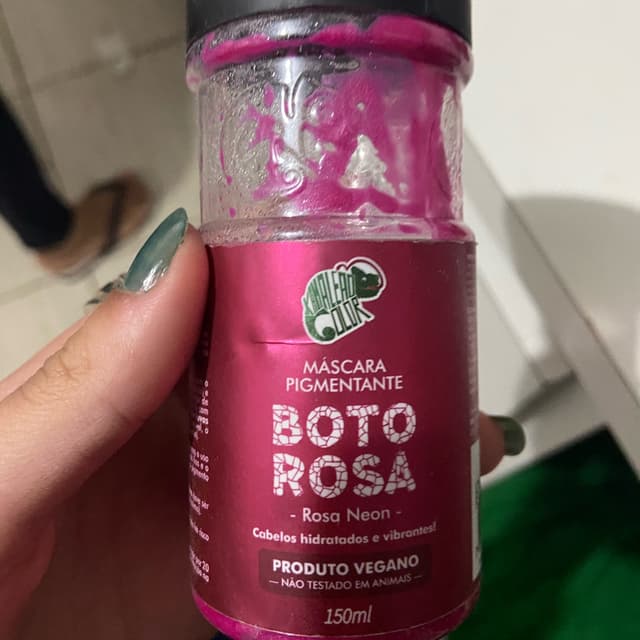 KAMALEÃO
COLOR
MÁSCARA
PIGMENTANTE
BOTO
ROSA
- Rosa Neon -
Cabelos hidratados e vibrantes!
PRODUTO VEGANO
— NÃO TESTADO EM ANIMAIS —
150ml